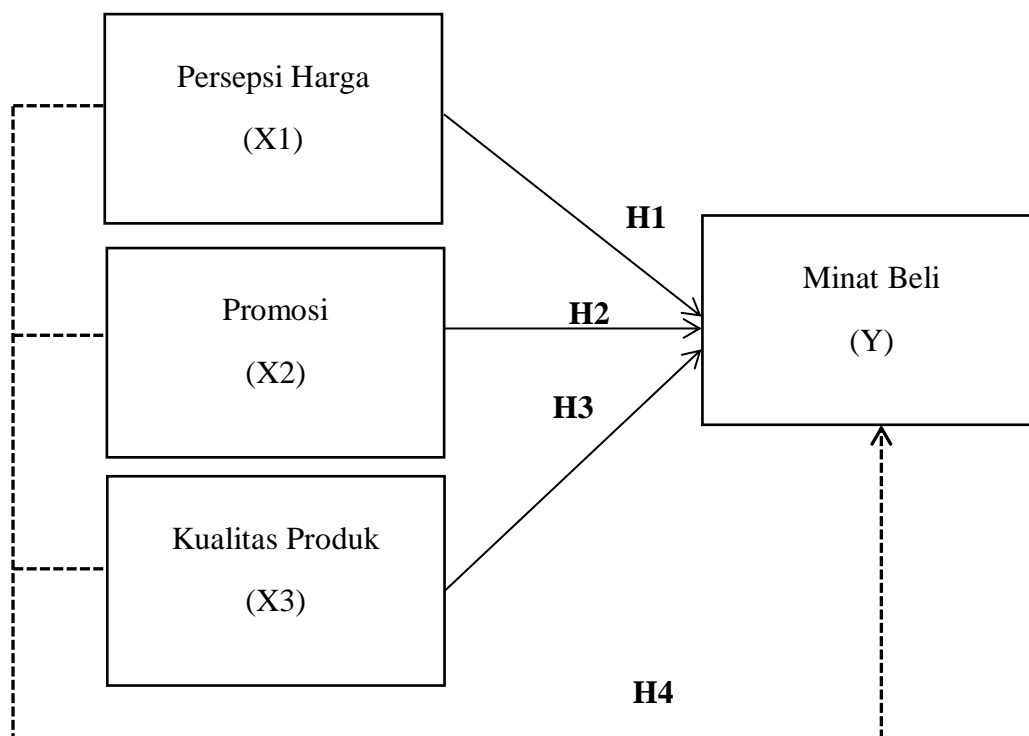 Persepsi Harga
(X1)
H1
Minat Beli
(Y)
Promosi
(X2)
H2
H3
Kualitas Produk
(X3)
H4